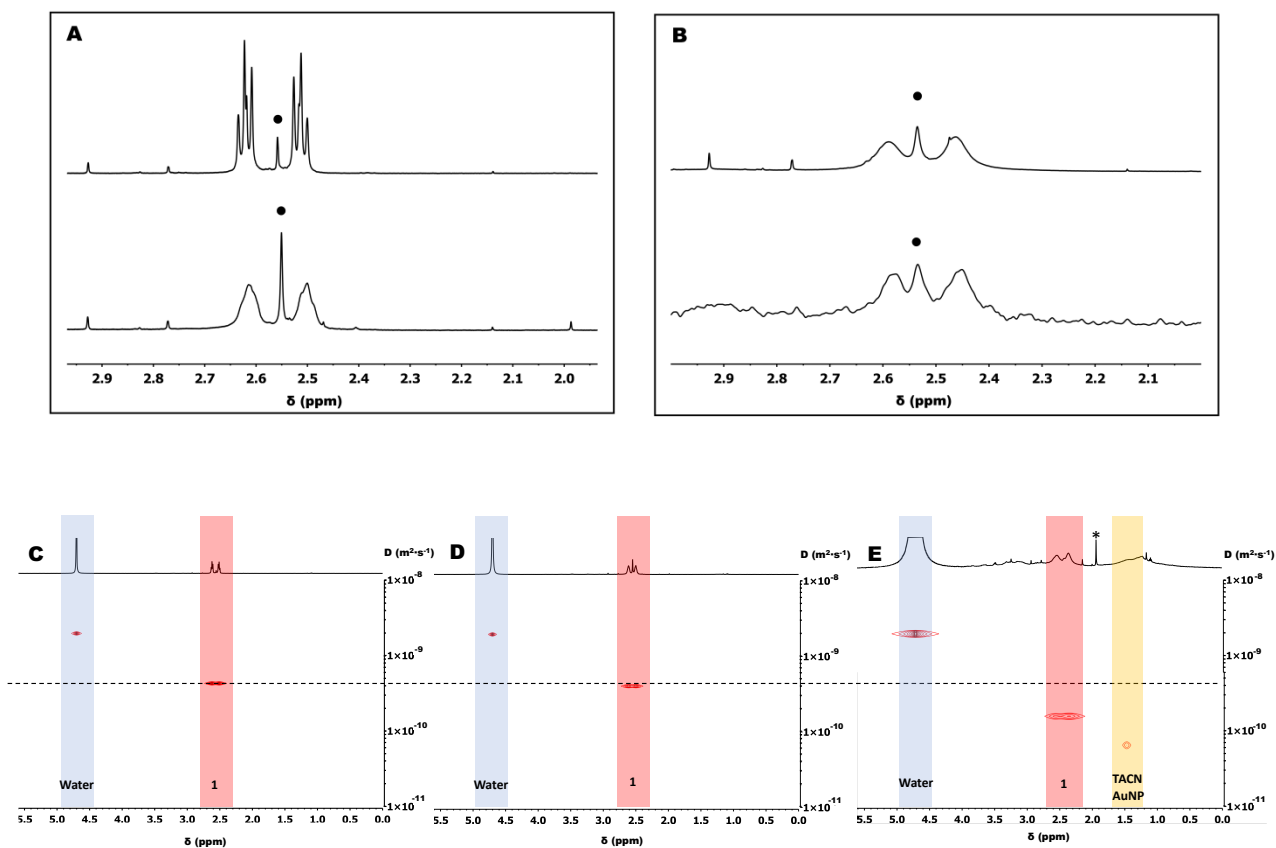 A
2.9 2.8 2.7 2.6 2.5 2.4 2.3 2.2 2.1 2.0
δ (ppm)
B
2.9 2.8 2.7 2.6 2.5 2.4 2.3 2.2 2.1
δ (ppm)
C
D (m²·s⁻¹)
1×10⁻⁸
1×10⁻⁹
1×10⁻¹⁰
1×10⁻¹¹
Water
1
5.5 5.0 4.5 4.0 3.5 3.0 2.5 2.0 1.5 1.0 0.5 0.0
δ (ppm)
D
D (m²·s⁻¹)
1×10⁻⁸
1×10⁻⁹
1×10⁻¹⁰
1×10⁻¹¹
Water
1
5.5 5.0 4.5 4.0 3.5 3.0 2.5 2.0 1.5 1.0 0.5 0.0
δ (ppm)
E
*
D (m²·s⁻¹)
1×10⁻⁸
1×10⁻⁹
1×10⁻¹⁰
1×10⁻¹¹
Water
1
TACN
AuNP
5.5 5.0 4.5 4.0 3.5 3.0 2.5 2.0 1.5 1.0 0.5 0.0
δ (ppm)